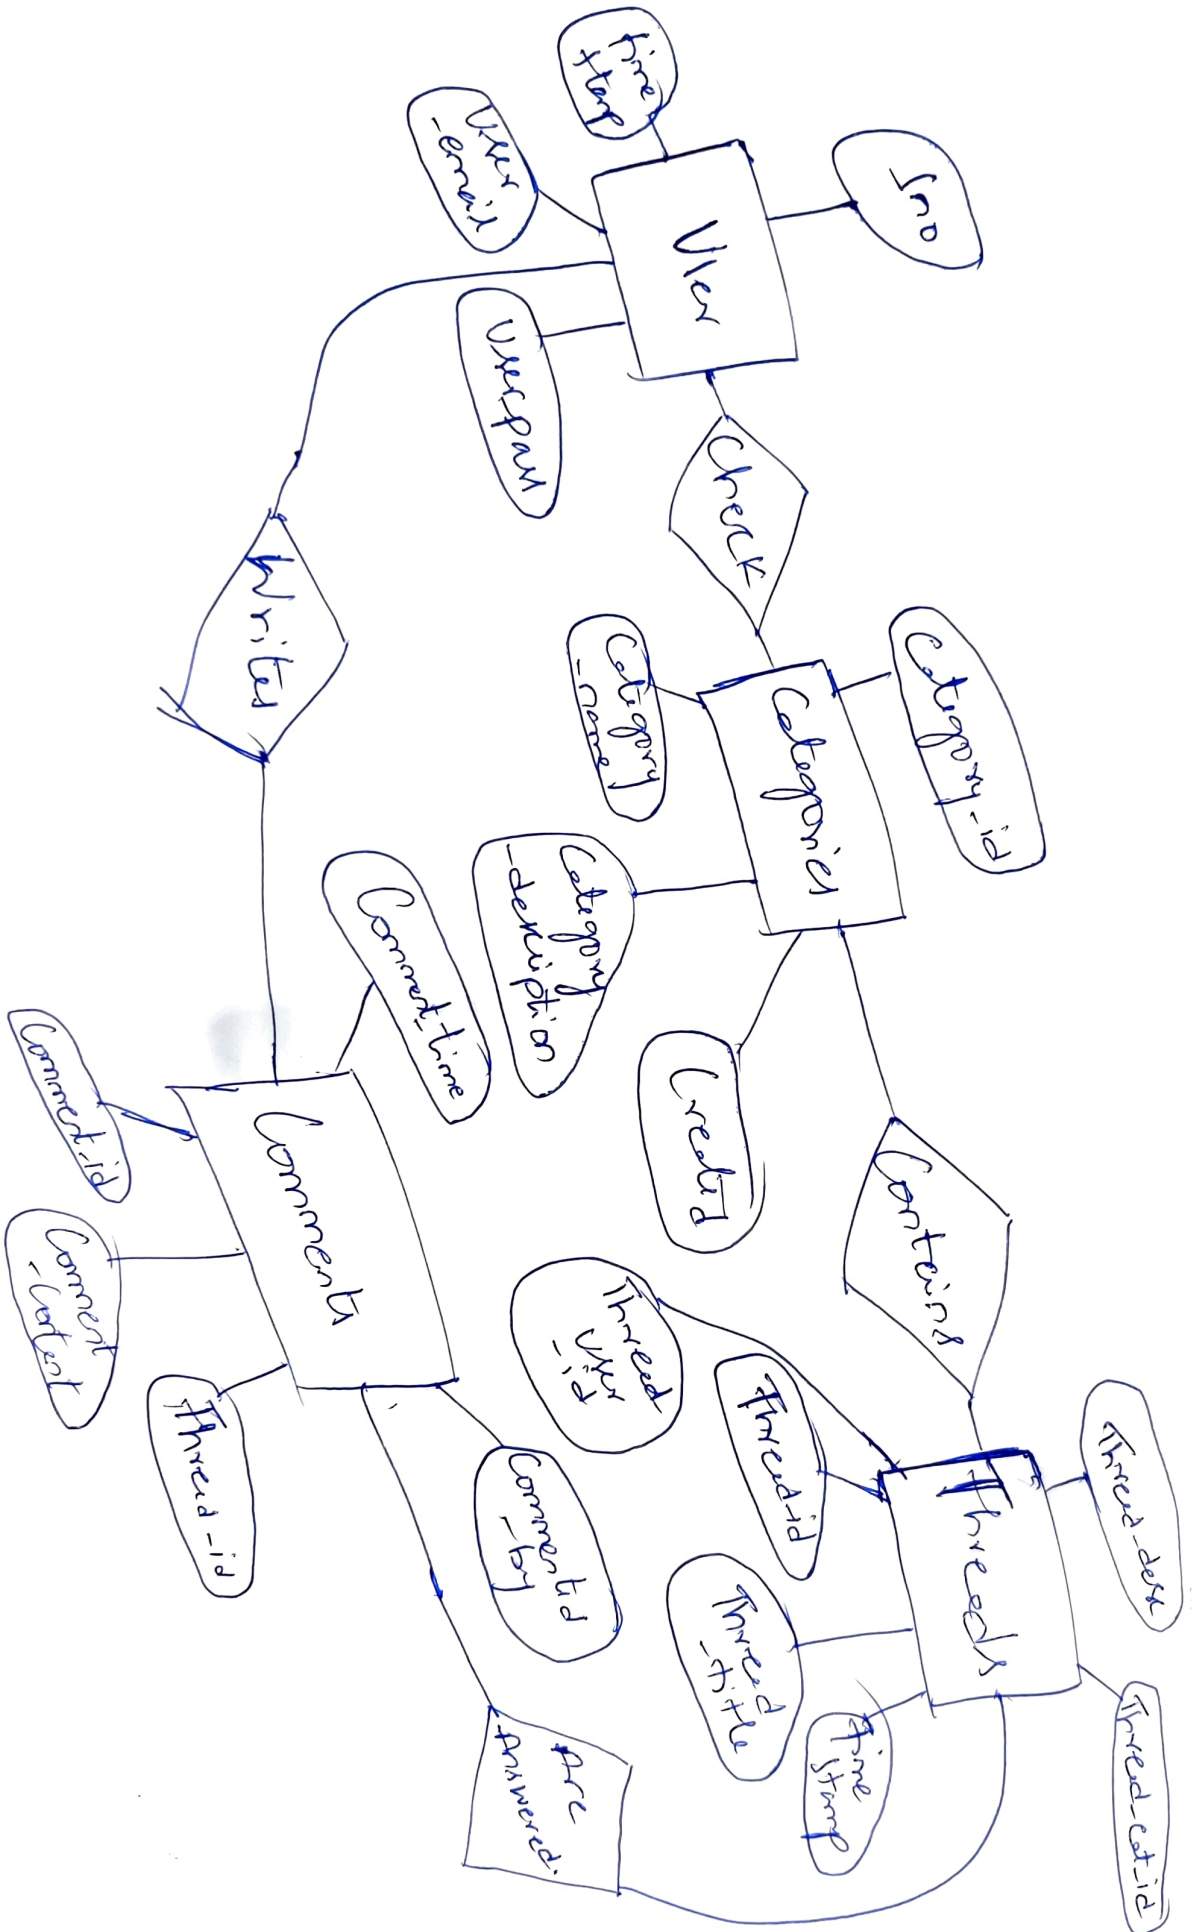 Sno
time
stamp
User
User
_email
Userpass
Check
Category_id
Categories
Category
_name
Category
_description
Created
Contains
Thread_desc
Threads
Thread_cat_id
Thread
User
_id
Thread_id
Thread
_title
time
stamp
Writes
Comment_time
Comments
Comment_id
Comment
_content
Thread_id
Commentid
_by
Are
Answered.